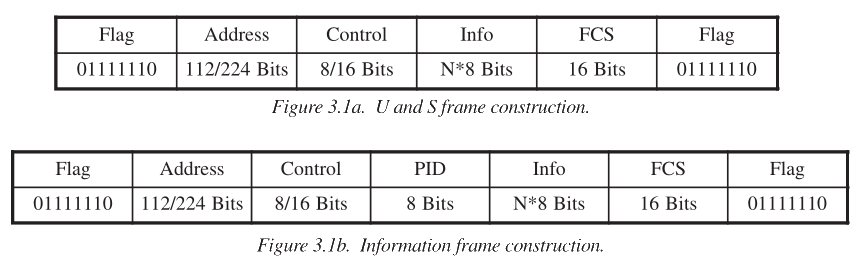 Flag Address Control Info FCS Flag
01111110 112/224 Bits 8/16 Bits N*8 Bits 16 Bits 01111110
Figure 3.1a. U and S frame construction.
Flag Address Control PID Info FCS Flag
01111110 112/224 Bits 8/16 Bits 8 Bits N*8 Bits 16 Bits 01111110
Figure 3.1b. Information frame construction.